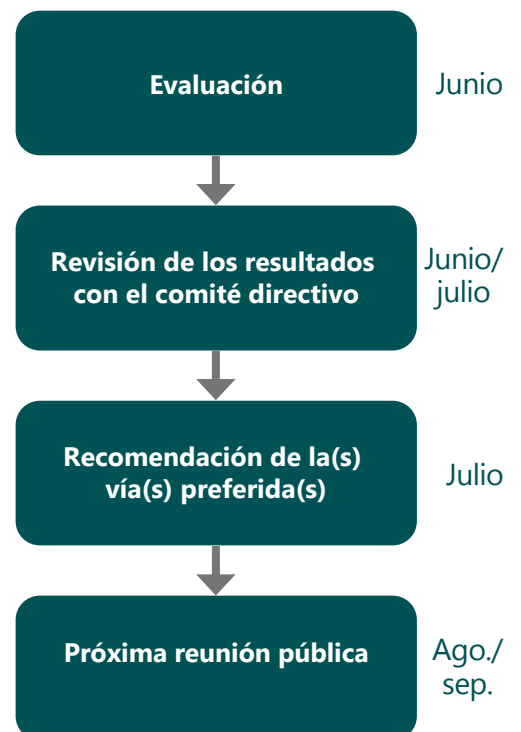 Evaluación
Junio
Revisión de los resultados
con el comité directivo
Junio/
julio
Recomendación de la(s)
vía(s) preferida(s)
Julio
Próxima reunión pública
Ago./
sep.